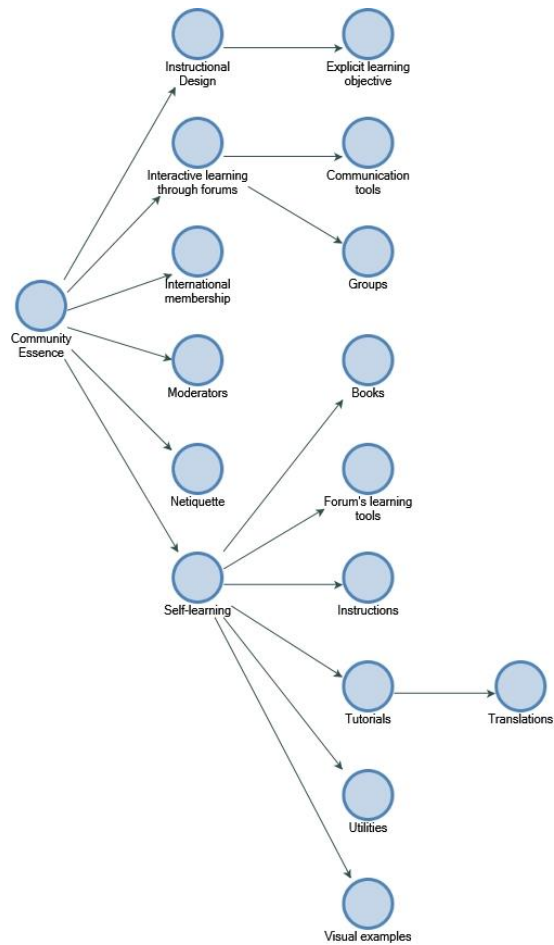 Instructional
Design
Explicit learning
objective
Interactive learning
through forums
Communication
tools
International
membership
Groups
Community
Essence
Moderators
Books
Netiquette
Forum's learning
tools
Self-learning
Instructions
Tutorials
Translations
Utilities
Visual examples